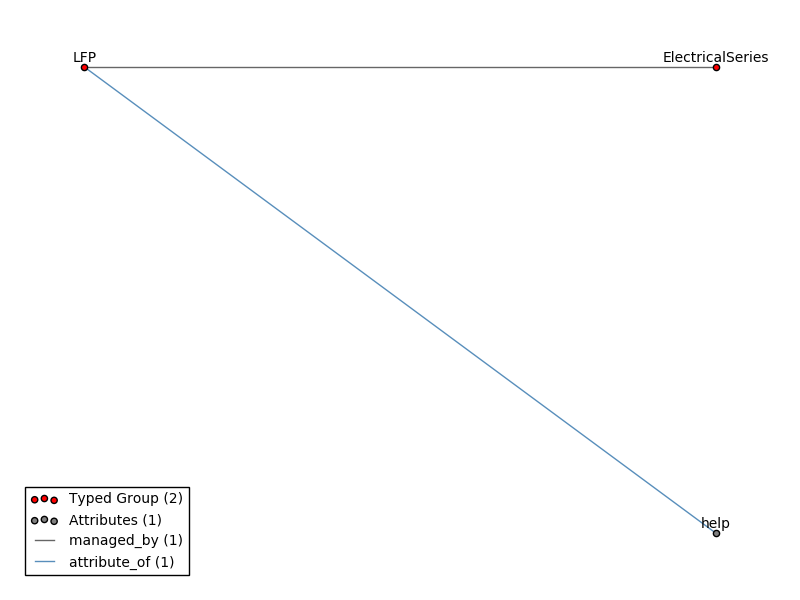 LFP
ElectricalSeries
help
Typed Group (2)
Attributes (1)
managed_by (1)
attribute_of (1)